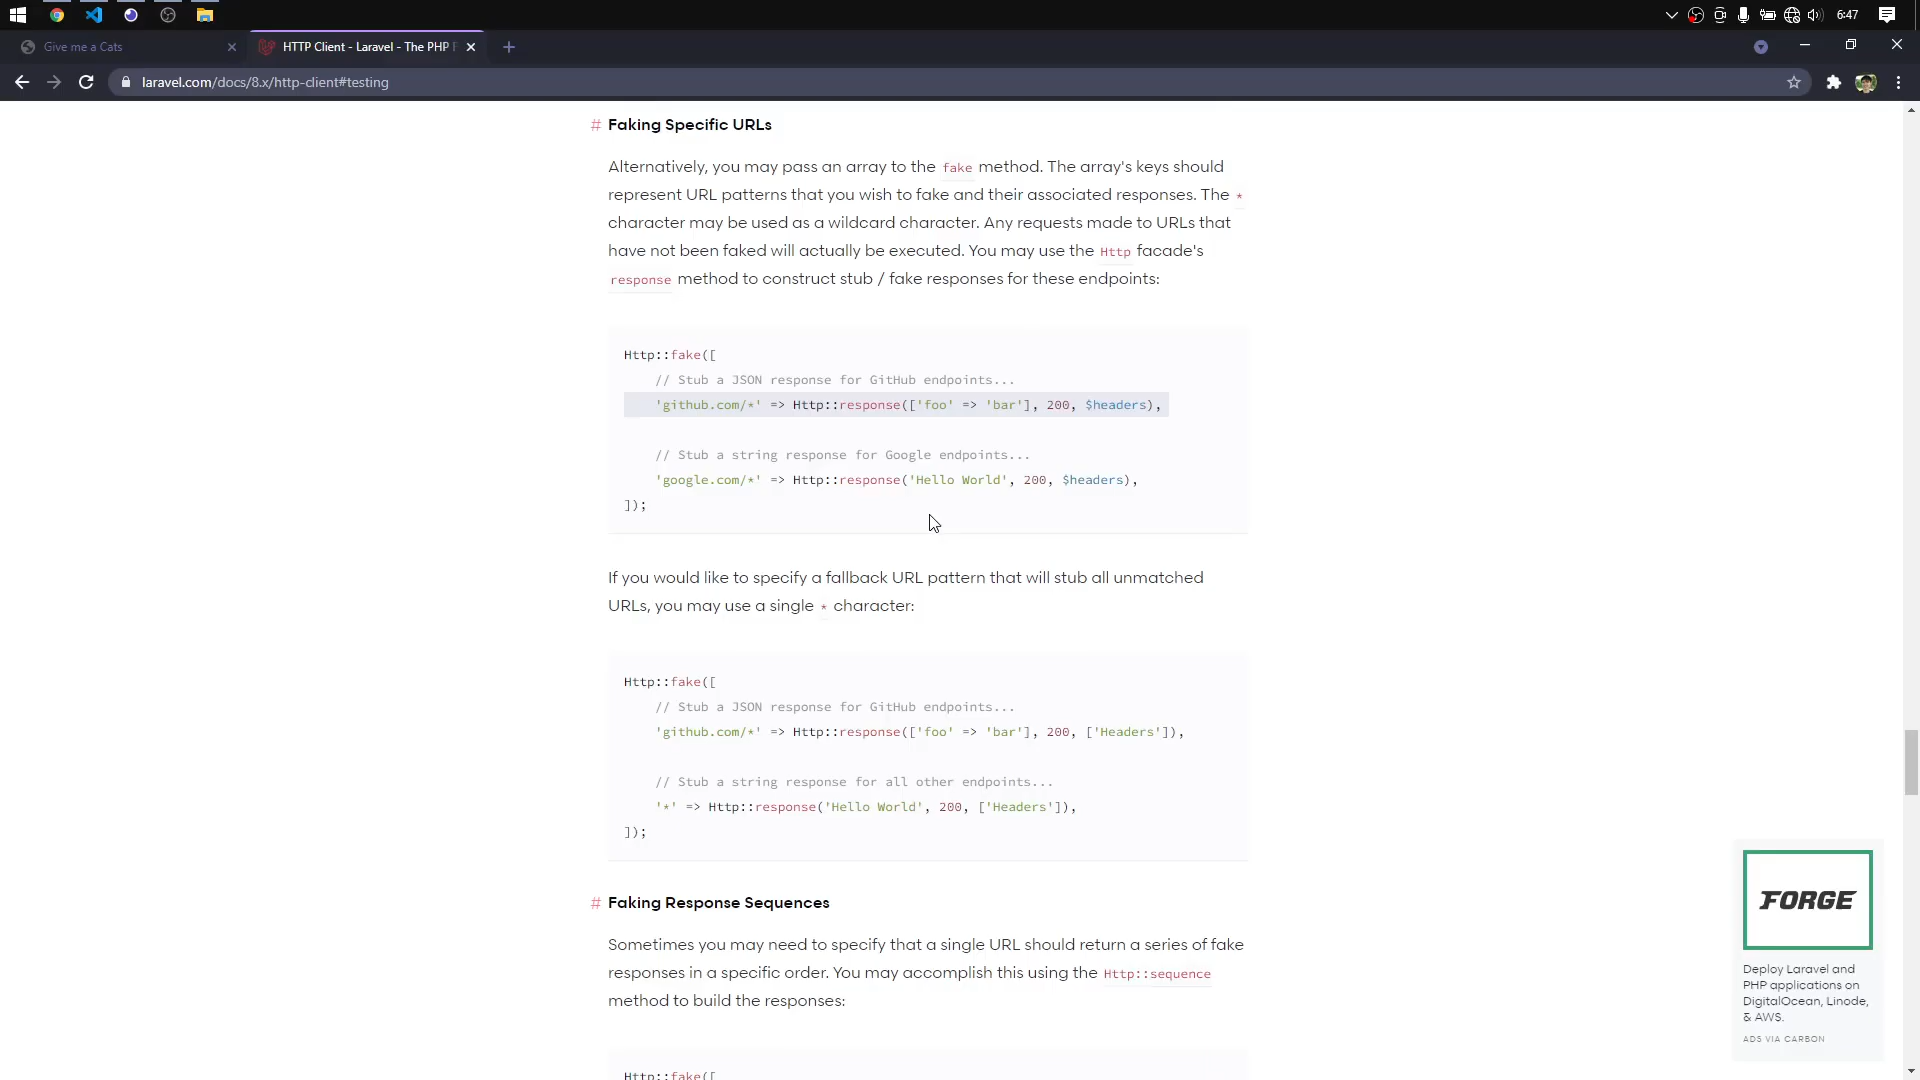 6:47
Give me a Cats
HTTP Client - Laravel - The PHP F
laravel.com/docs/8.x/http-client#testing
# Faking Specific URLs
Alternatively, you may pass an array to the fake method. The array's keys should
represent URL patterns that you wish to fake and their associated responses. The *
character may be used as a wildcard character. Any requests made to URLs that
have not been faked will actually be executed. You may use the Http facade's
response method to construct stub / fake responses for these endpoints:
Http::fake([
// Stub a JSON response for GitHub endpoints...
'github.com/*' => Http::response(['foo' => 'bar'], 200, $headers),
// Stub a string response for Google endpoints...
'google.com/*' => Http::response('Hello World', 200, $headers),
]);
If you would like to specify a fallback URL pattern that will stub all unmatched
URLs, you may use a single * character:
Http::fake([
// Stub a JSON response for GitHub endpoints...
'github.com/*' => Http::response(['foo' => 'bar'], 200, ['Headers']),
// Stub a string response for all other endpoints...
'*' => Http::response('Hello World', 200, ['Headers']),
]);
# Faking Response Sequences
Sometimes you may need to specify that a single URL should return a series of fake
responses in a specific order. You may accomplish this using the Http::sequence
method to build the responses:
Http::fake([
FORGE
Deploy Laravel and
PHP applications on
DigitalOcean, Linode,
& AWS.
ADS VIA CARBON